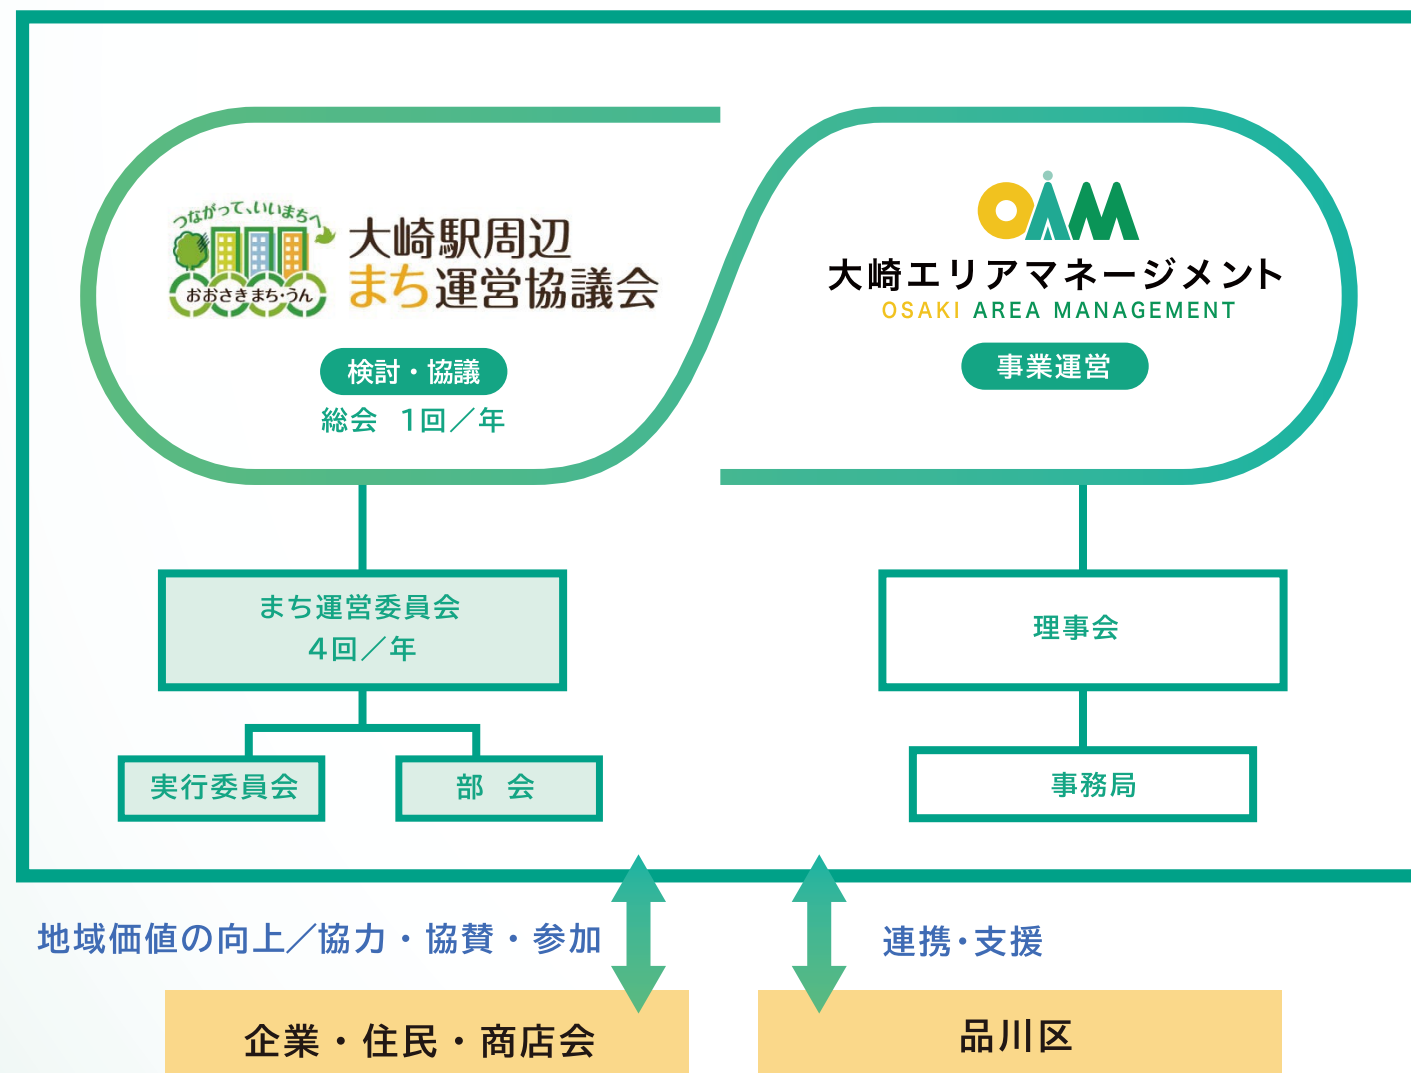 つながって、いいまちへ
おおさきまち・うん
大崎駅周辺
まち運営協議会
検討・協議
総会 1回／年
OAM
大崎エリアマネージメント
OSAKI AREA MANAGEMENT
事業運営
まち運営委員会
4回／年
実行委員会
部 会
理事会
事務局
地域価値の向上／協力・協賛・参加
連携・支援
企業・住民・商店会
品川区